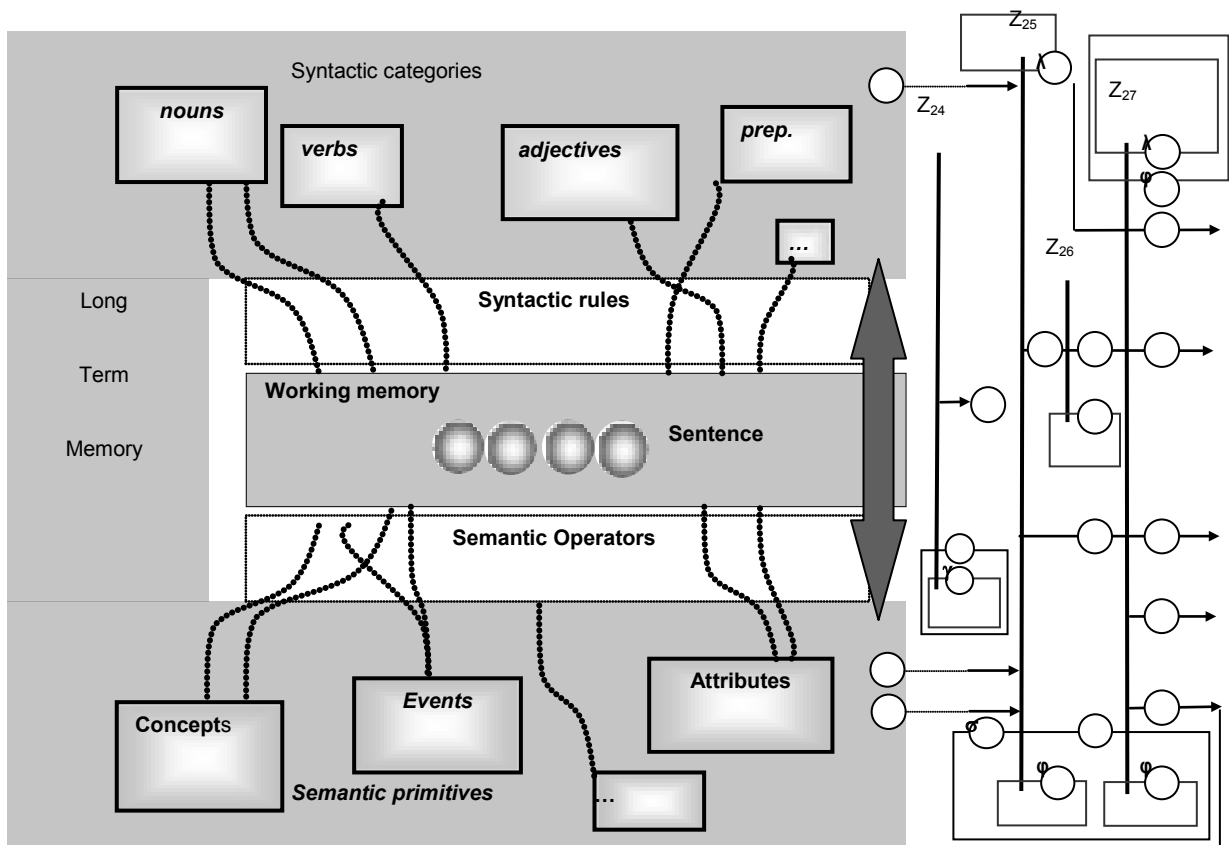 Syntactic categories
nouns
verbs
adjectives
prep.
...
Long
Term
Memory
Syntactic rules
Working memory
Sentence
Semantic Operators
Concepts
Events
Attributes
...
Semantic primitives
Z25
λ
Z24
Z27
λ
φ
Z26
γ
σ
φ
φ